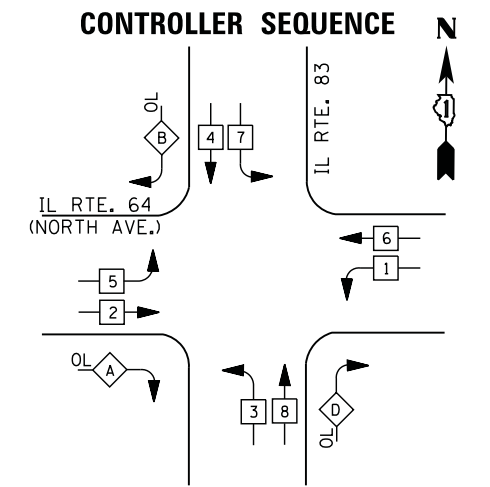 CONTROLLER SEQUENCE
N
IL RTE. 83
1
OL
B
4
7
IL RTE. 64
(NORTH AVE.)
6
5
1
2
OL
A
3
8
D
OL